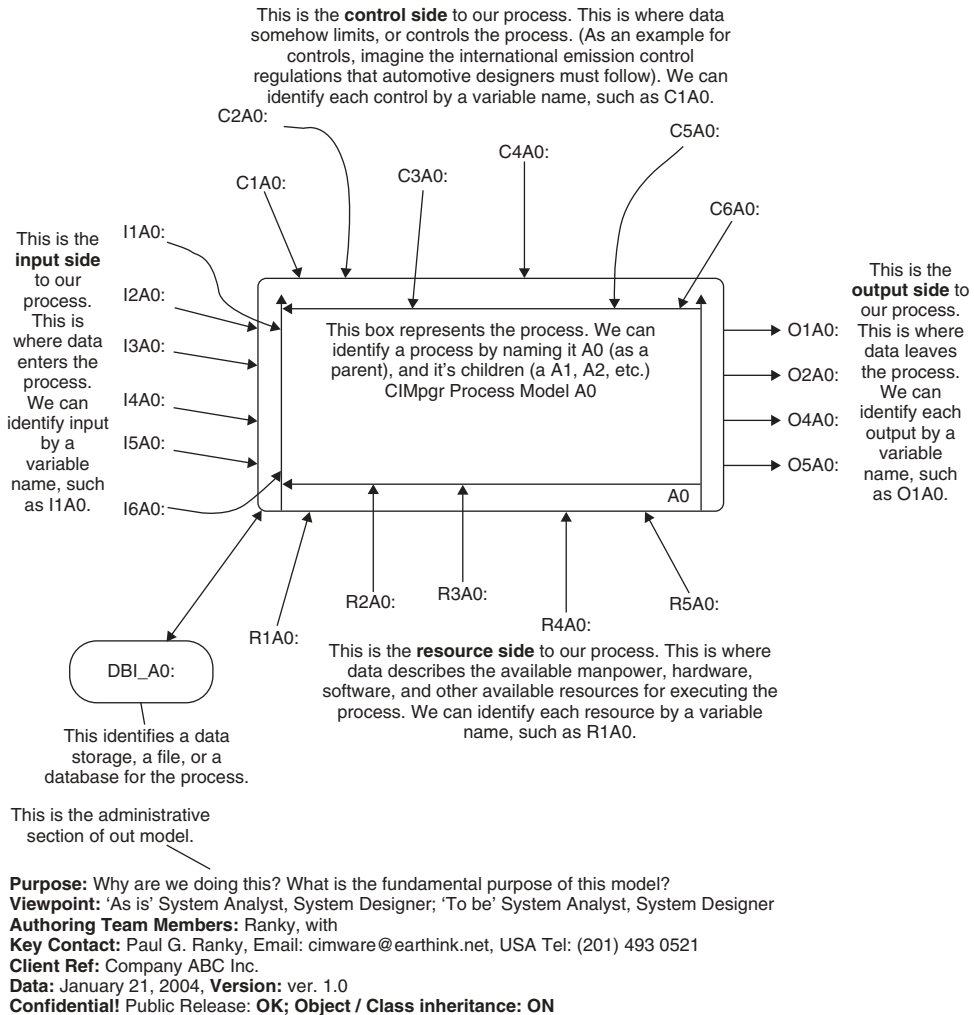 This is the control side to our process. This is where data
somehow limits, or controls the process. (As an example for
controls, imagine the international emission control
regulations that automotive designers must follow). We can
identify each control by a variable name, such as C1A0.
C2A0:
C1A0:
C3A0:
C4A0:
C5A0:
C6A0:
This is the
input side
to our
process.
This is
where data
enters the
process.
We can
identify input
by a
variable
name, such
as I1A0.
I1A0:
I2A0:
I3A0:
I4A0:
I5A0:
I6A0:
This box represents the process. We can
identify a process by naming it A0 (as a
parent), and it's children (a A1, A2, etc.)
CIMpgr Process Model A0
A0
O1A0:
O2A0:
O4A0:
O5A0:
This is the
output side to
our process.
This is where
data leaves
the process.
We can
identify each
output by a
variable
name, such
as O1A0.
R1A0:
R2A0:
R3A0:
R4A0:
R5A0:
This is the resource side to our process. This is where
data describes the available manpower, hardware,
software, and other available resources for executing the
process. We can identify each resource by a variable
name, such as R1A0.
DBI_A0:
This identifies a data
storage, a file, or a
database for the process.
This is the administrative
section of out model.
Purpose: Why are we doing this? What is the fundamental purpose of this model?
Viewpoint: 'As is' System Analyst, System Designer; 'To be' System Analyst, System Designer
Authoring Team Members: Ranky, with
Key Contact: Paul G. Ranky, Email: cimware@earthink.net, USA Tel: (201) 493 0521
Client Ref: Company ABC Inc.
Data: January 21, 2004, Version: ver. 1.0
Confidential! Public Release: OK; Object / Class inheritance: ON